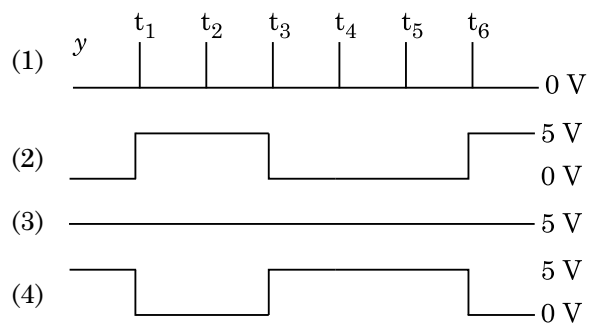 t₁ t₂ t₃ t₄ t₅ t₆
(1) y 0 V
(2) 5 V
0 V
(3) 5 V
(4) 5 V
0 V